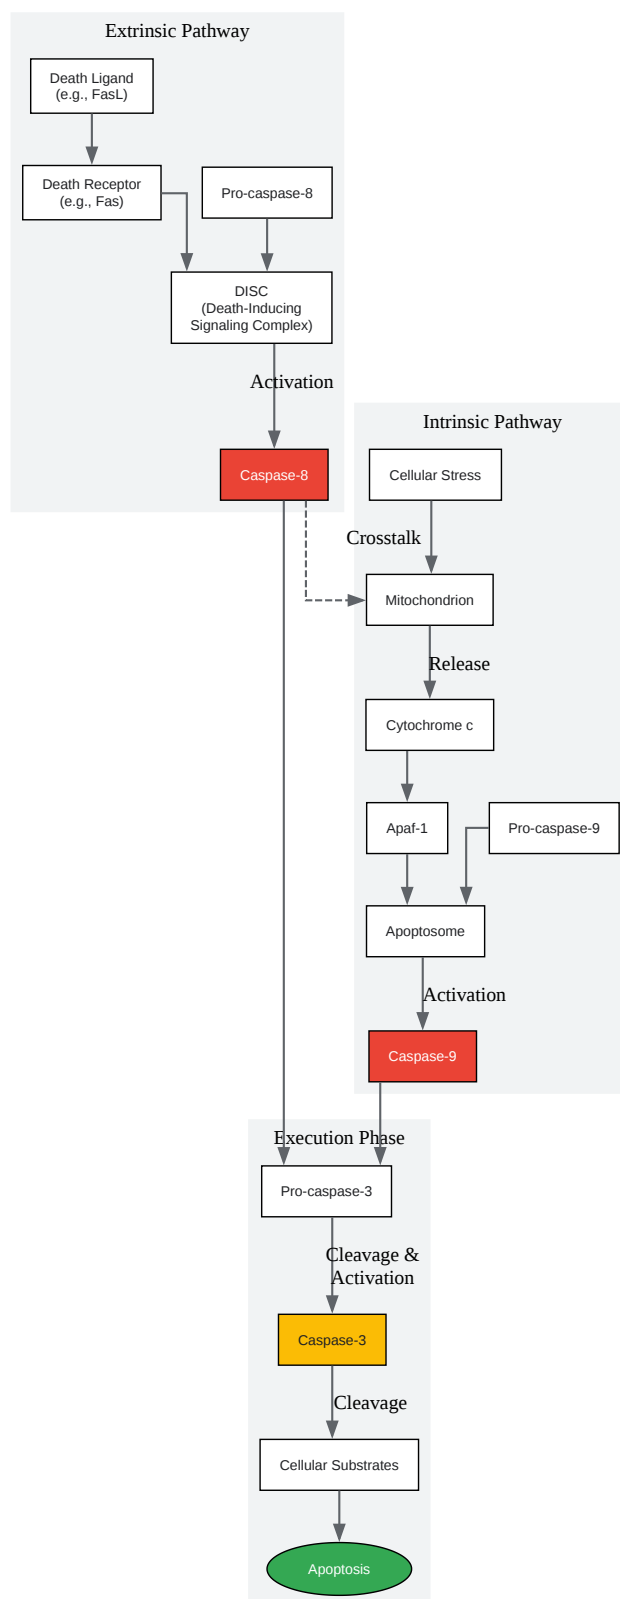 Extrinsic Pathway
Death Ligand
(e.g., FasL)
Death Receptor
(e.g., Fas)
Pro-caspase-8
DISC
(Death-Inducing
Signaling Complex)
Activation
Caspase-8
Intrinsic Pathway
Cellular Stress
Crosstalk
Mitochondrion
Release
Cytochrome c
Apaf-1
Pro-caspase-9
Apoptosome
Activation
Caspase-9
Execution Phase
Pro-caspase-3
Cleavage &
Activation
Caspase-3
Cleavage
Cellular Substrates
Apoptosis